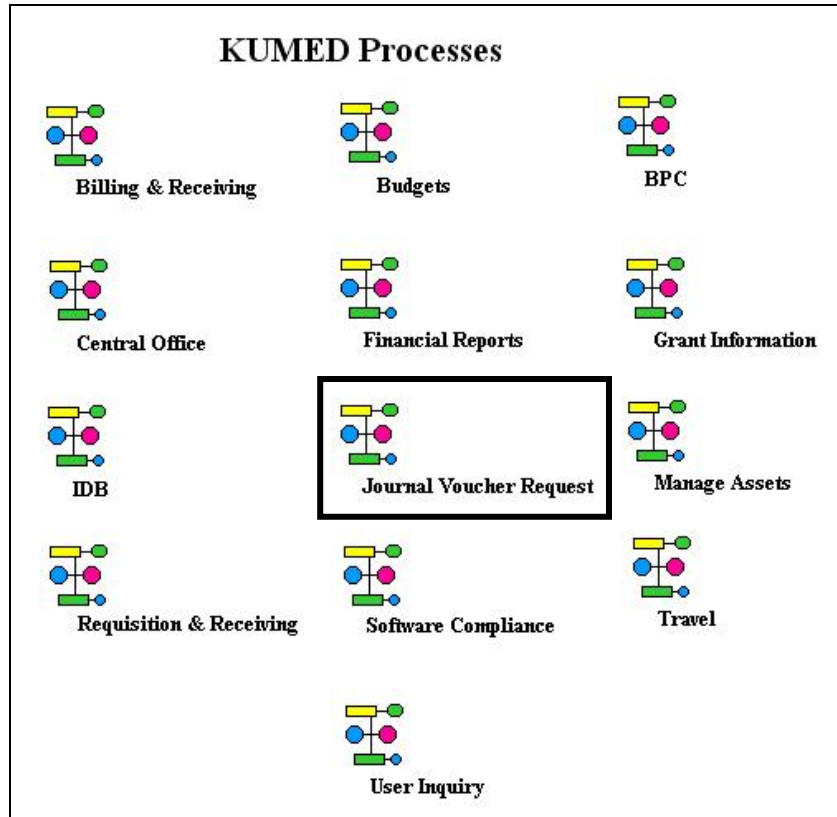 KUMED Processes
Billing & Receiving
Budgets
BPC
Central Office
Financial Reports
Grant Information
IDB
Journal Voucher Request
Manage Assets
Requisition & Receiving
Software Compliance
Travel
User Inquiry